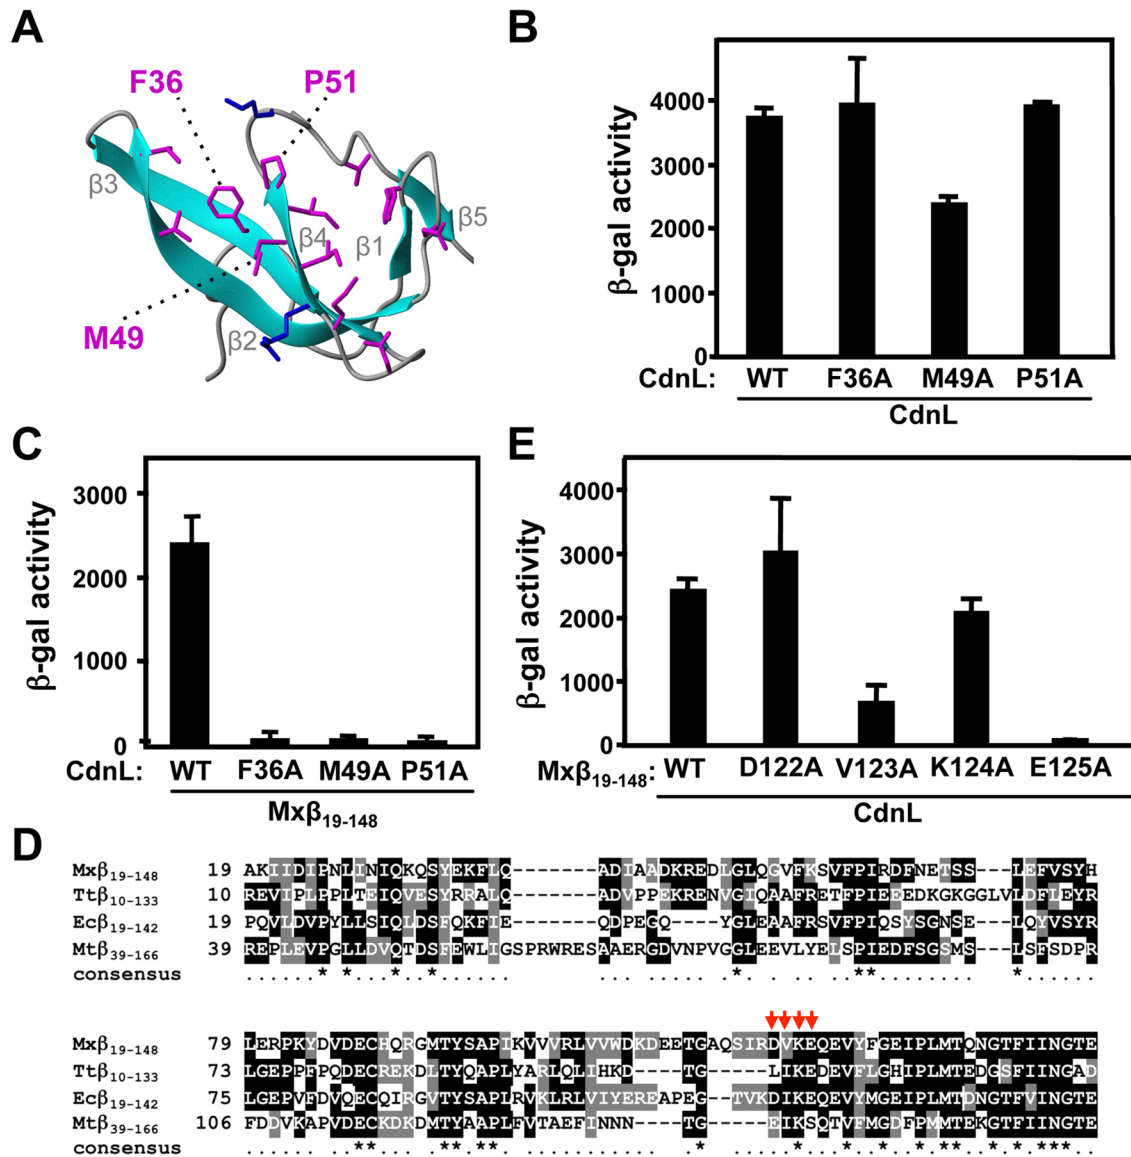 A
F36
P51
β3
β4
β1
β5
M49
β2
B
β-gal activity
4000
3000
2000
1000
0
CdnL: WT F36A M49A P51A
CdnL
C
β-gal activity
3000
2000
1000
0
CdnL: WT F36A M49A P51A
Mxβ19-148
E
β-gal activity
4000
3000
2000
1000
0
Mxβ19-148: WT D122A V123A K124A E125A
CdnL
D
Mxβ19-148 19 AKIIDIPNLINIQKQSYEKFLQ-------ADIAADKREDLGLQGVFKSVFPIRDFNETSS----LEFVSYH
Ttβ10-133 10 REVIPLPPLTEIQVESYRRALQ-------ADVPPEKRENVGIQAAFRETFPIEEEDKGKGGLVLDFLEYR
Ecβ19-142 19 PQVLDVPYLLSIQLDSFQKFIE-------QDPEGQ----YGLEAAFRSVFPIQSYSGNSE----LQYVSYR
Mtβ39-166 39 REPLEVPGLLDVQTDSFEWLIGSPRWRESAAERGDVNPVGGLEEVLYELSPIEDFSGSMS----LSFSDPR
consensus
79 LERPKYDVDECHQRGMTYSAPIKVVVRLVVWDKDEETGAQSIRDVKEQEVYFGEIPLMTQNGTFIINGTE
Mxβ19-148
Ttβ10-133 73 LGEPPFPQDECREKDLTYQAPLYARLQLIHKD----TG-----LIKEDEVFLGHIPLMTEDGSFIINGAD
Ecβ19-142 75 LGEPVFDVQECQIRGVTYSAPLRVKLRLVIYEREAPEG--TVKDIKEQEVYMGEIPLMTDNGTFVINGTE
Mtβ39-166 106 FDDVKAPVDECKDKDMTYAAPLFVTAEFINNN----TG-----EIKSQTVFMGDFPMMTEKGTFIINGTE
consensus